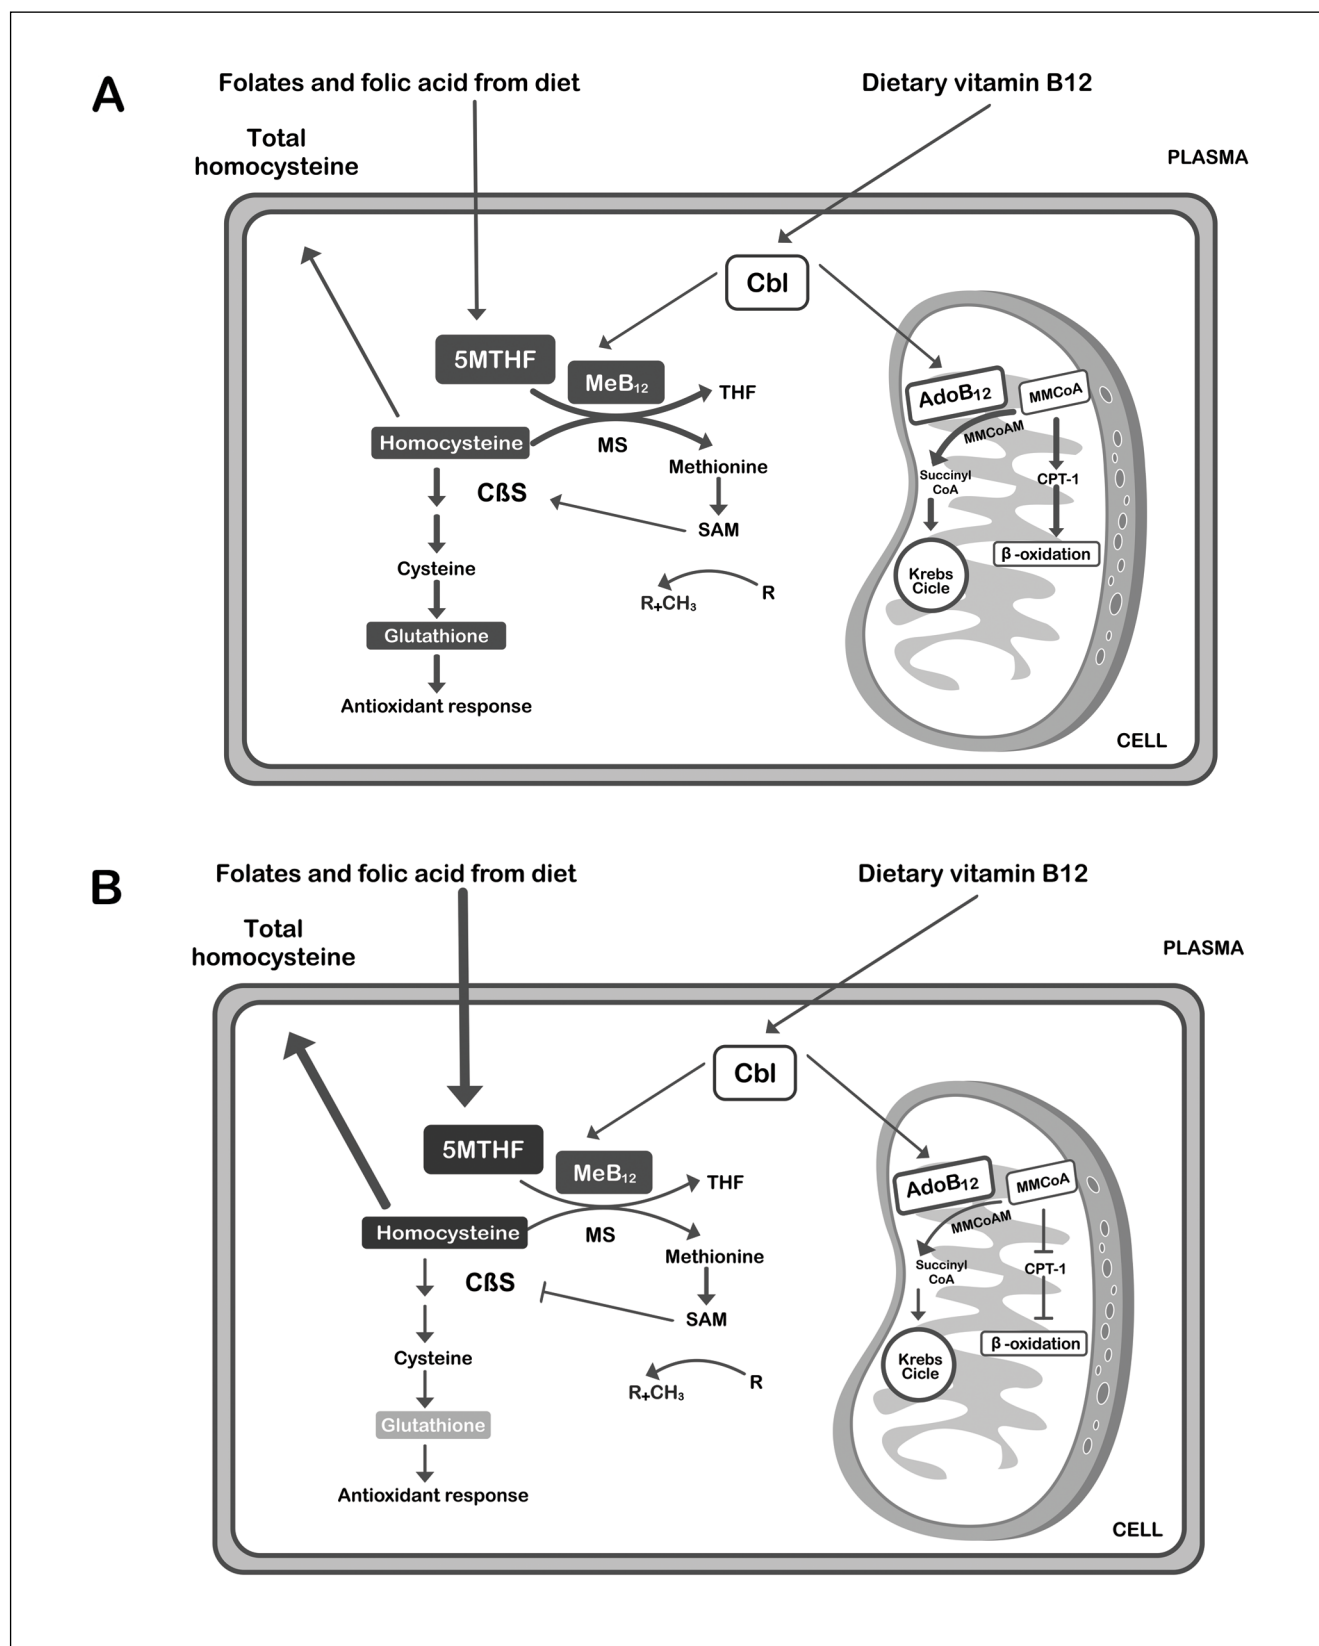 A
Folates and folic acid from diet
Dietary vitamin B12
Total
homocysteine
PLASMA
Cbl
5MTHF
MeB₁₂
THF
AdoB₁₂
MMCoA
MMCoAM
Homocysteine
MS
Methionine
Succinyl
CoA
CPT-1
CßS
SAM
β-oxidation
Cysteine
Krebs
Cicle
R+CH₃
R
Glutathione
Antioxidant response
CELL
B
Folates and folic acid from diet
Dietary vitamin B12
Total
homocysteine
PLASMA
Cbl
5MTHF
MeB₁₂
THF
AdoB₁₂
MMCoA
MMCoAM
Homocysteine
MS
Methionine
Succinyl
CoA
CPT-1
CßS
SAM
β-oxidation
Cysteine
Krebs
Cicle
R+CH₃
R
Glutathione
Antioxidant response
CELL